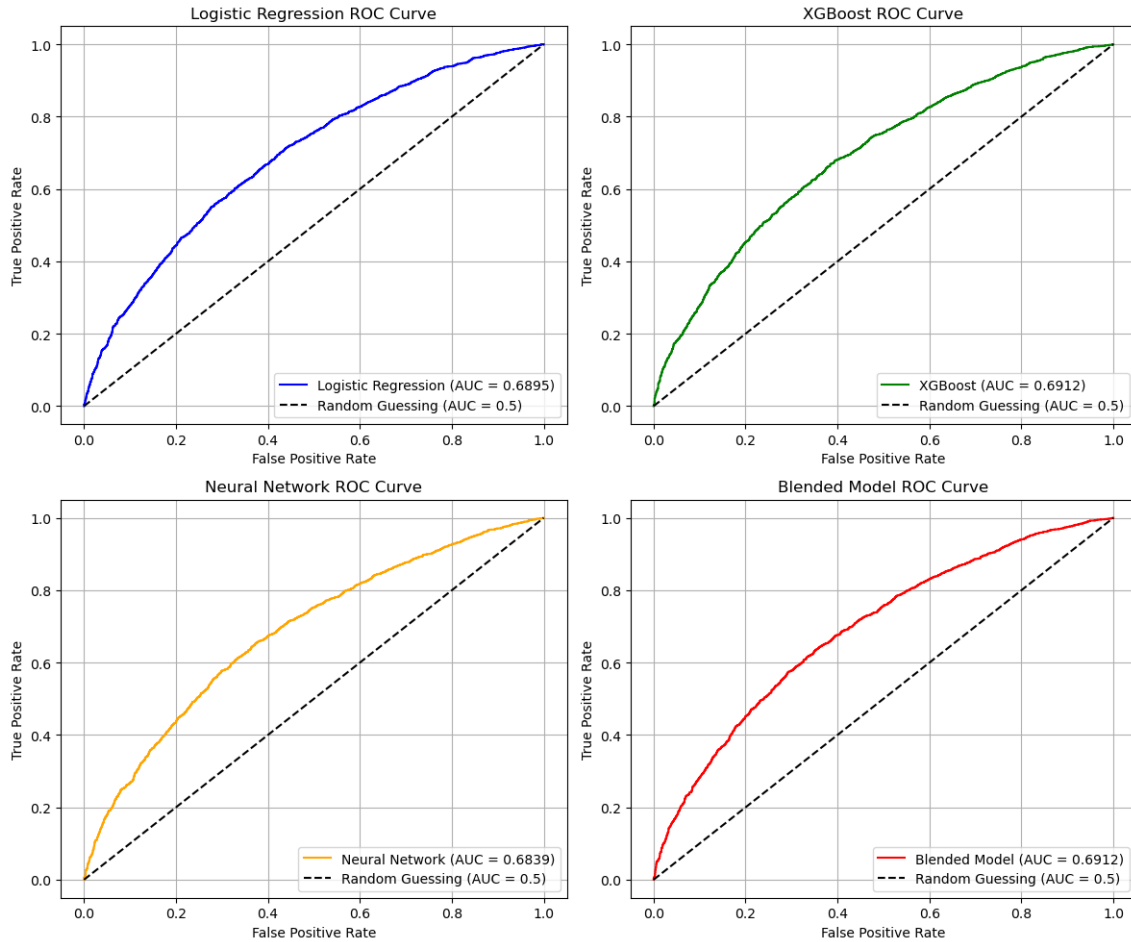 Logistic Regression ROC Curve
1.0
0.8
0.6
0.4
0.2
0.0
True Positive Rate
Logistic Regression (AUC = 0.6895)
Random Guessing (AUC = 0.5)
0.0 0.2 0.4 0.6 0.8 1.0
False Positive Rate
XGBoost ROC Curve
1.0
0.8
0.6
0.4
0.2
0.0
True Positive Rate
XGBoost (AUC = 0.6912)
Random Guessing (AUC = 0.5)
0.0 0.2 0.4 0.6 0.8 1.0
False Positive Rate
Neural Network ROC Curve
1.0
0.8
0.6
0.4
0.2
0.0
True Positive Rate
Neural Network (AUC = 0.6839)
Random Guessing (AUC = 0.5)
0.0 0.2 0.4 0.6 0.8 1.0
False Positive Rate
Blended Model ROC Curve
1.0
0.8
0.6
0.4
0.2
0.0
True Positive Rate
Blended Model (AUC = 0.6912)
Random Guessing (AUC = 0.5)
0.0 0.2 0.4 0.6 0.8 1.0
False Positive Rate